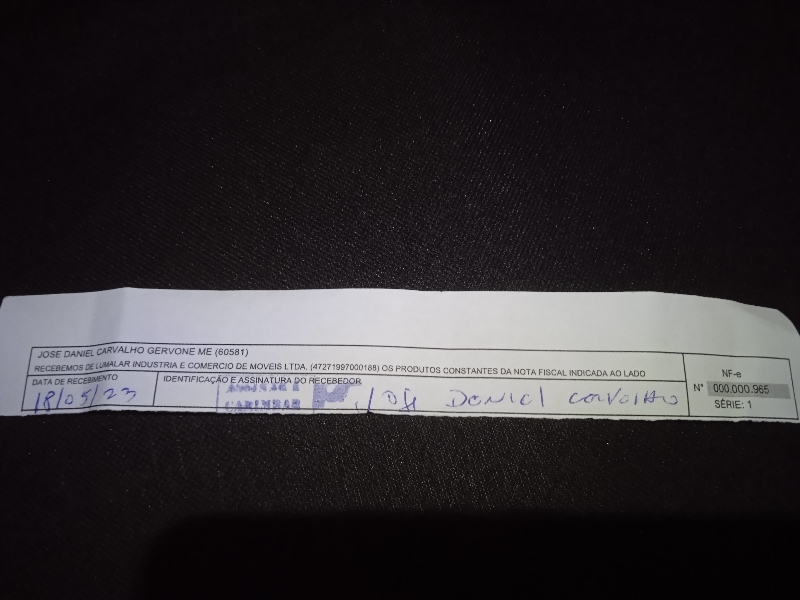 JOSE DANIEL CARVALHO GERVONE ME (60581)
RECEBEMOS DE LUMALAR INDUSTRIA E COMERCIO DE MOVEIS LTDA, (47271997000188) OS PRODUTOS CONSTANTES DA NOTA FISCAL INDICADA AO LADO
DATA DE RECEBIMENTO
18/05/23
IDENTIFICAÇÃO E ASSINATURA DO RECEBEDOR
José Daniel Carvalho
NF-e
N° 000.000.965
SÉRIE: 1